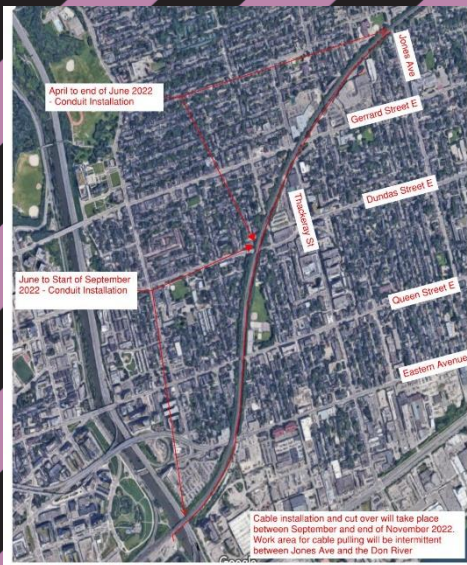 Jones Ave
April to end of June 2022
- Conduit Installation
Gerrard Street E
Dundas Street E
Thackeray St
June to Start of September
2022 - Conduit Installation
Queen Street E
Eastern Avenue
Cable installation and cut over will take place
between September and end of November 2022.
Work area for cable pulling will be intermittent
between Jones Ave and the Don River
Google